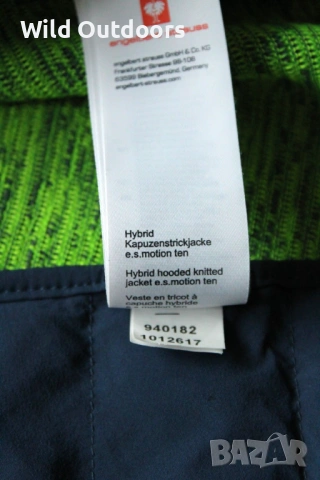 Wild Outdoors
engelbert strauss
engelbert strauss GmbH & Co. KG
Frankfurter Strasse 98-108
63599 Biebergemünd, Germany
Hybrid
Kapuzenstrickjacke
e.s.motion ten
Hybrid hooded knitted
jacket e.s.motion ten
Veste en tricot à
capuche hybride
940182
1012617
BAZAR